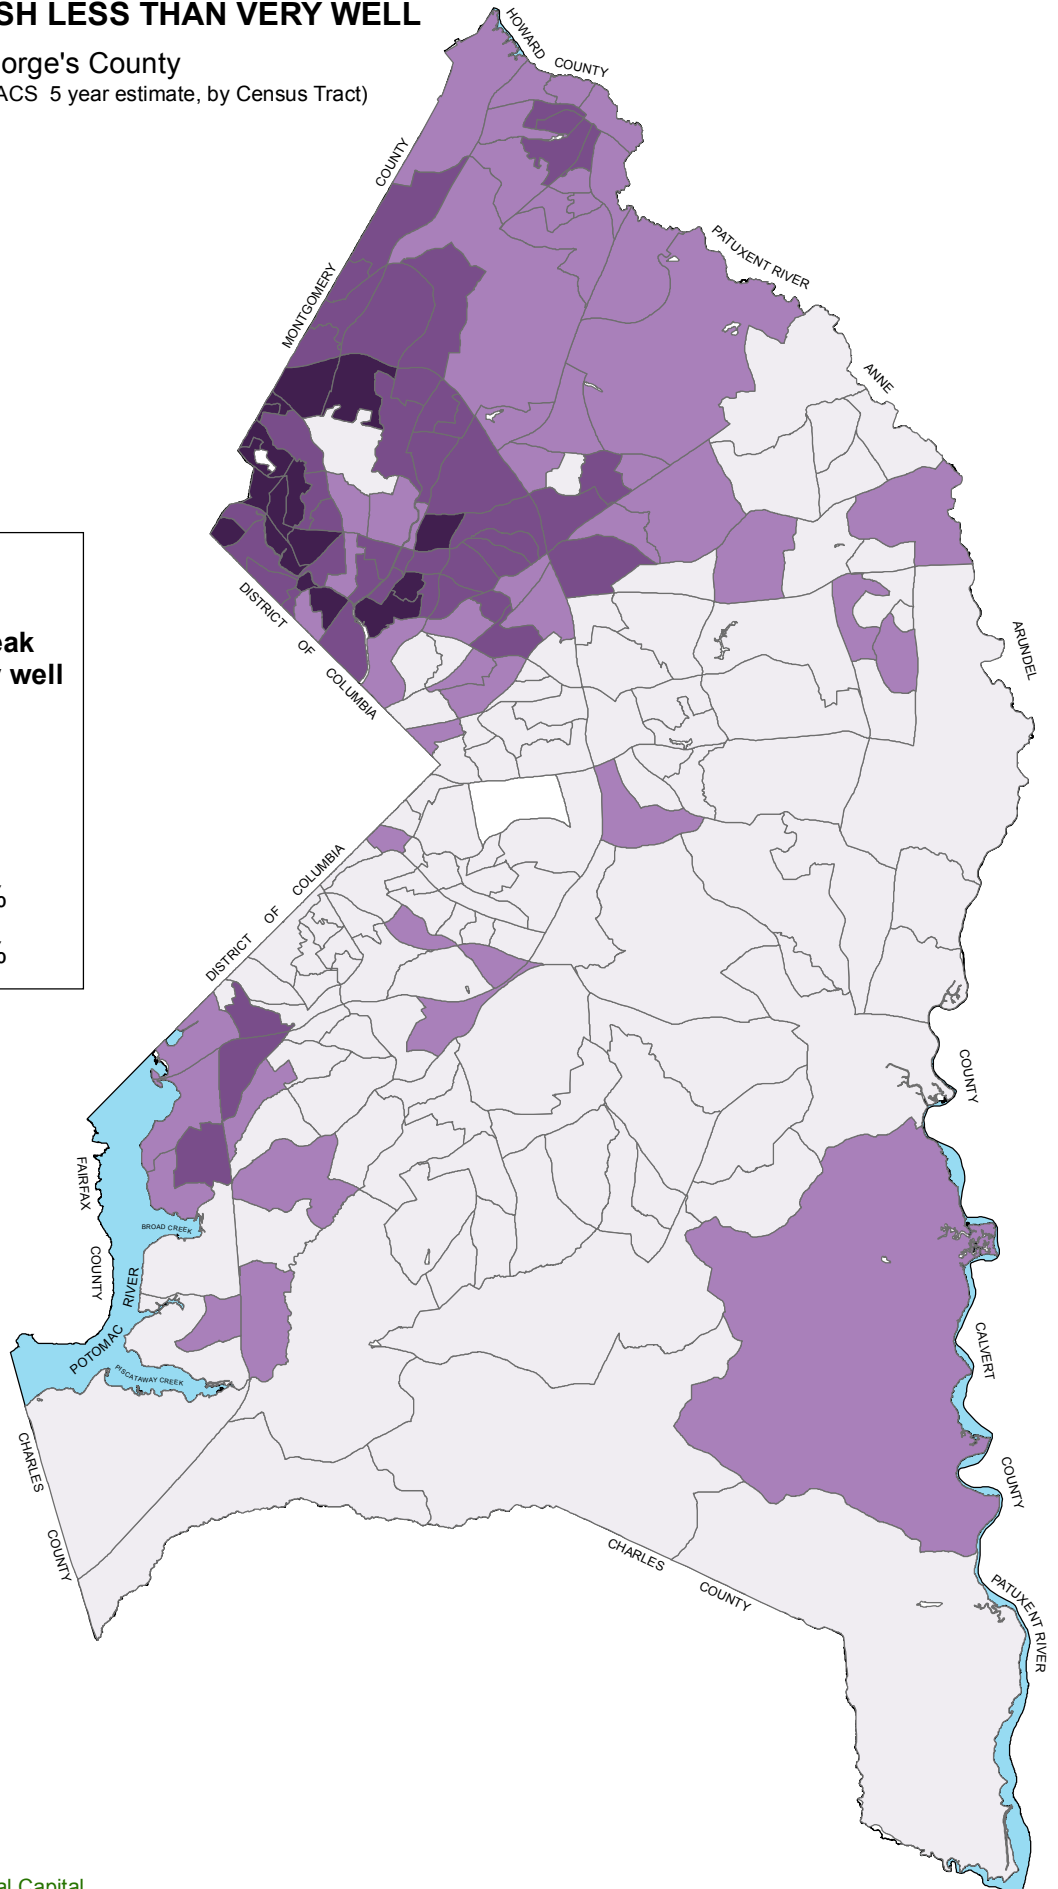 SH LESS THAN VERY WELL
orge's County
ACS 5 year estimate, by Census Tract)
HOWARD
COUNTY
COUNTY
MONTGOMERY
PATUXENT RIVER
ANNE
ARUNDEL
DISTRICT
OF
COLUMBIA
eak
y well
%
%
COLUMBIA
OF
DISTRICT
COUNTY
FAIRFAX
COUNTY
BROAD CREEK
RIVER
POTOMAC
PISCATAWAY CREEK
CALVERT
COUNTY
CHARLES
COUNTY
CHARLES
COUNTY
PATUXENT RIVER
al Capital